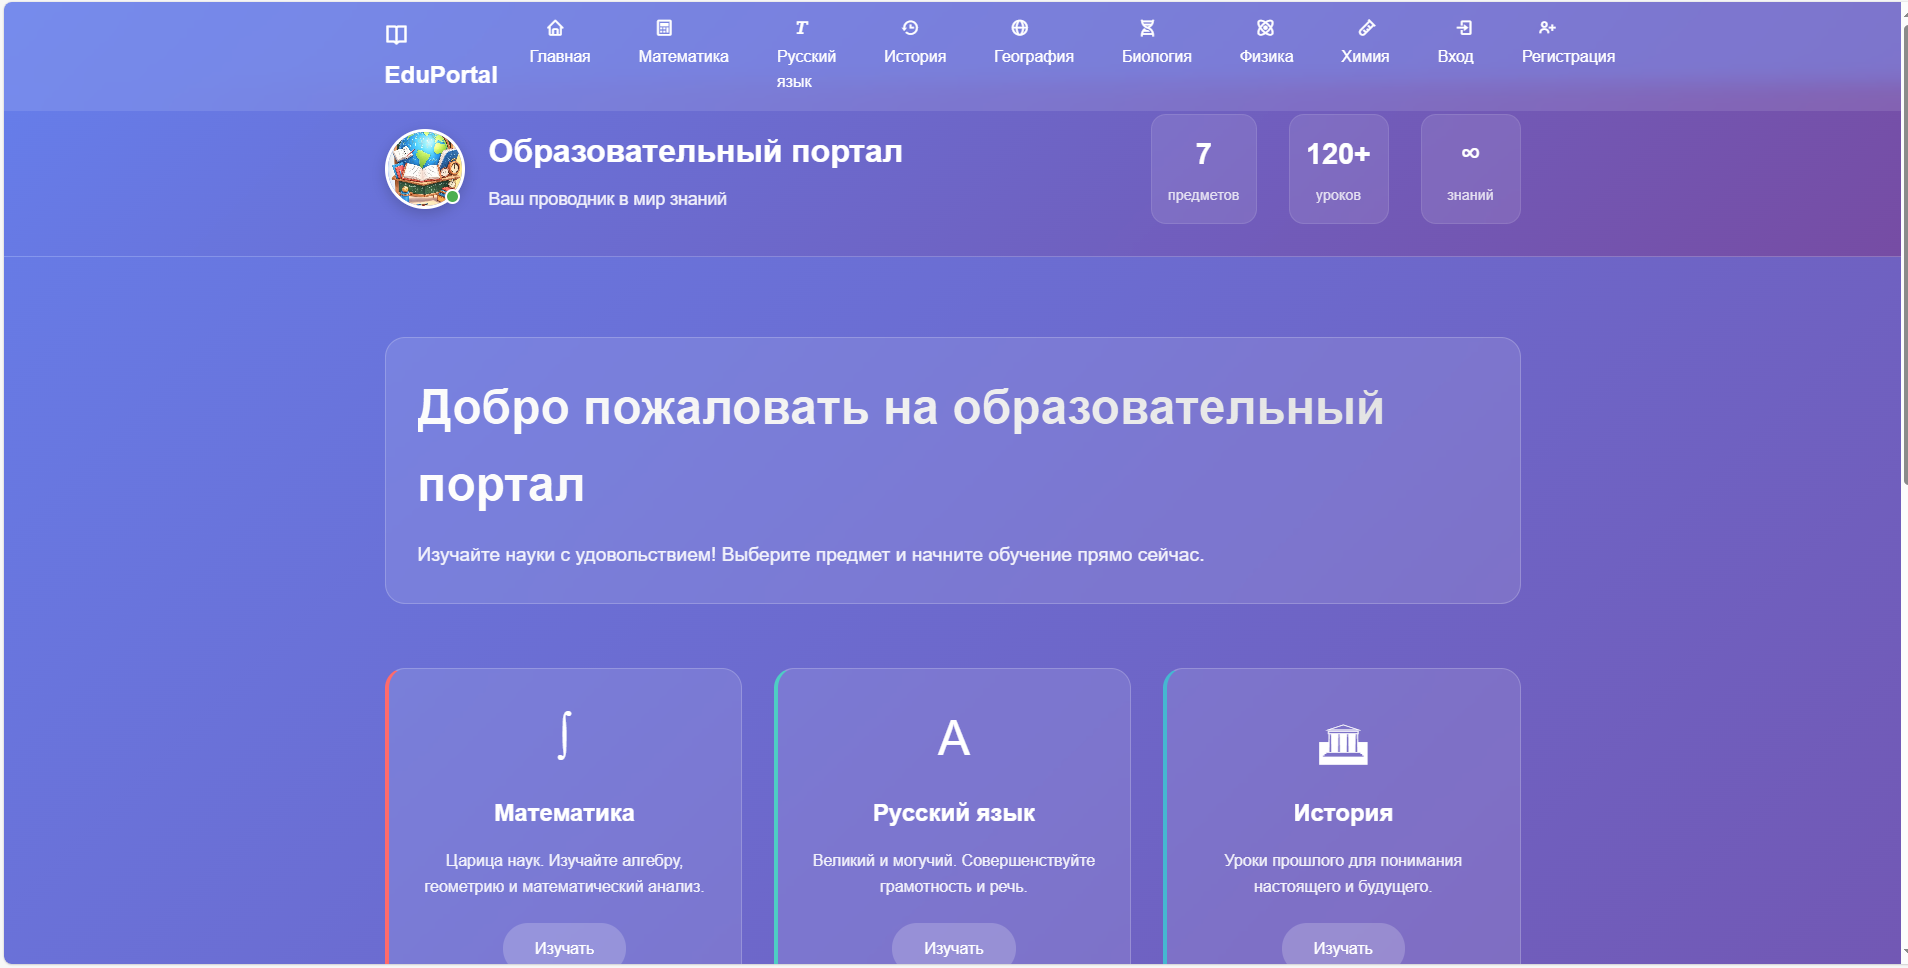 EduPortal
Главная
Математика
Русский
язык
История
География
Биология
Физика
Химия
Вход
Регистрация
Образовательный портал
Ваш проводник в мир знаний
7
предметов
120+
уроков
∞
знаний
Добро пожаловать на образовательный
портал
Изучайте науки с удовольствием! Выберите предмет и начните обучение прямо сейчас.
∫
Математика
Царица наук. Изучайте алгебру,
геометрию и математический анализ.
Изучать
А
Русский язык
Великий и могучий. Совершенствуйте
грамотность и речь.
Изучать
История
Уроки прошлого для понимания
настоящего и будущего.
Изучать